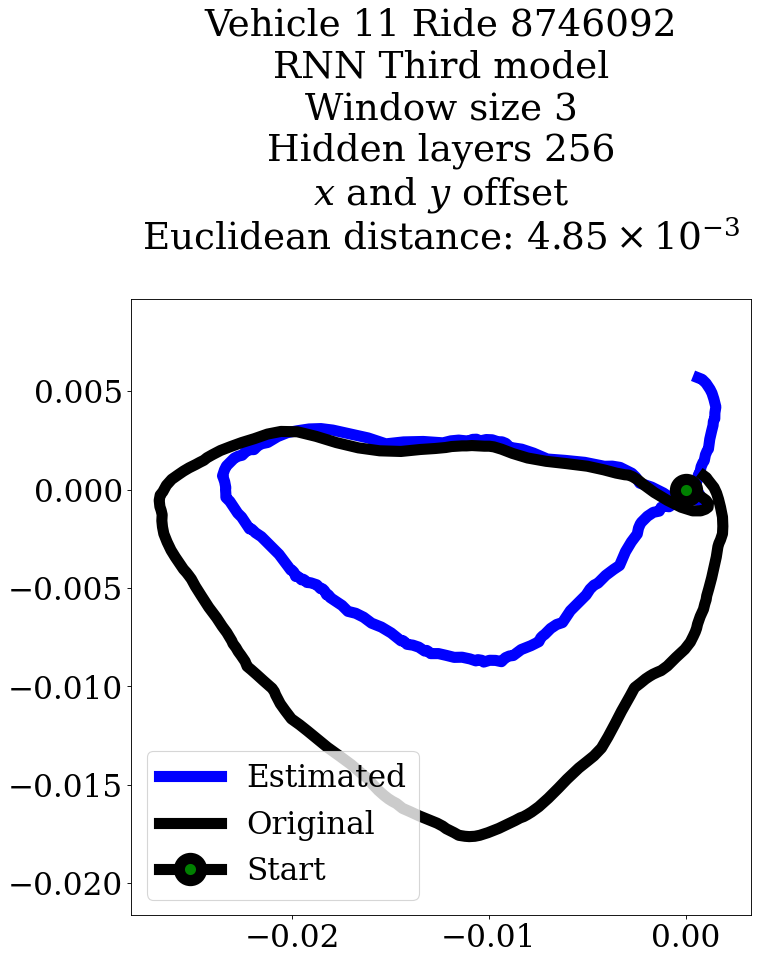 Vehicle 11 Ride 8746092
RNN Third model
Window size 3
Hidden layers 256
x and y offset
Euclidean distance: 4.85 × 10⁻³
0.005
0.000
−0.005
−0.010
−0.015
−0.020
Estimated
Original
Start
−0.02 −0.01 0.00